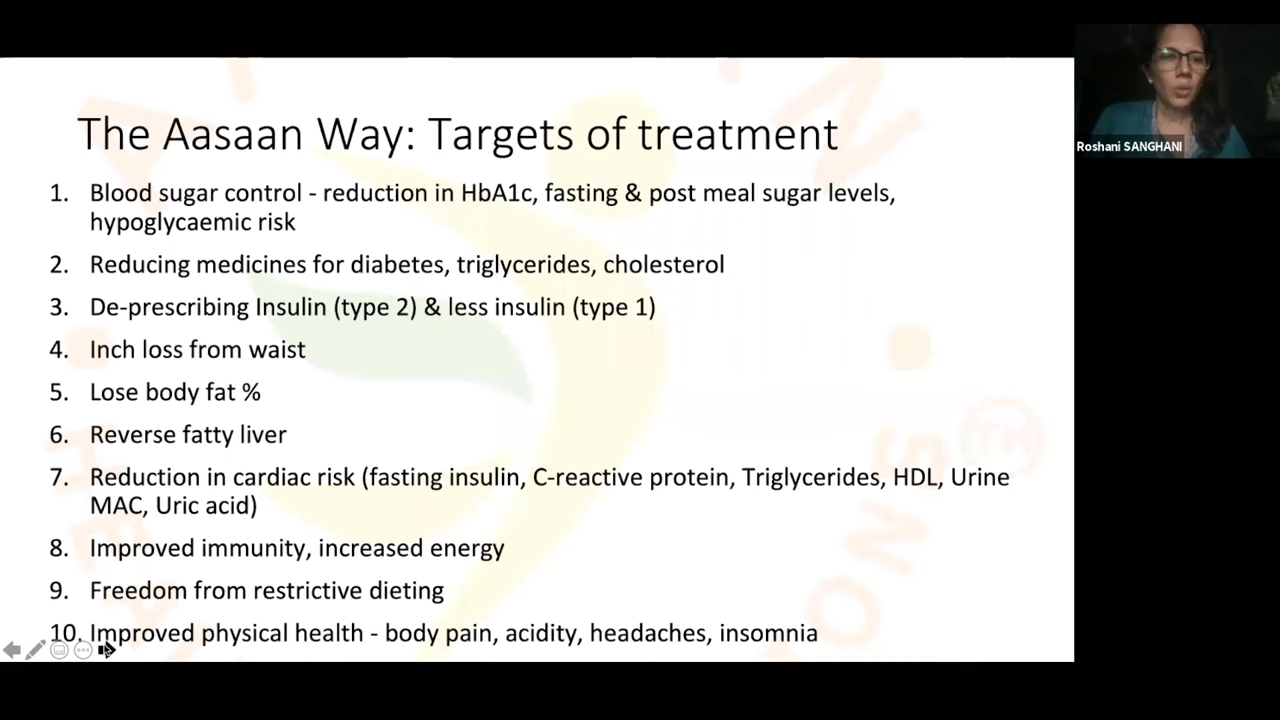 The Aasaan Way: Targets of treatment
1. Blood sugar control - reduction in HbA1c, fasting & post meal sugar levels,
hypoglycaemic risk
2. Reducing medicines for diabetes, triglycerides, cholesterol
3. De-prescribing Insulin (type 2) & less insulin (type 1)
4. Inch loss from waist
5. Lose body fat %
6. Reverse fatty liver
7. Reduction in cardiac risk (fasting insulin, C-reactive protein, Triglycerides, HDL, Urine
MAC, Uric acid)
8. Improved immunity, increased energy
9. Freedom from restrictive dieting
10. Improved physical health - body pain, acidity, headaches, insomnia
Roshani SANGHANI